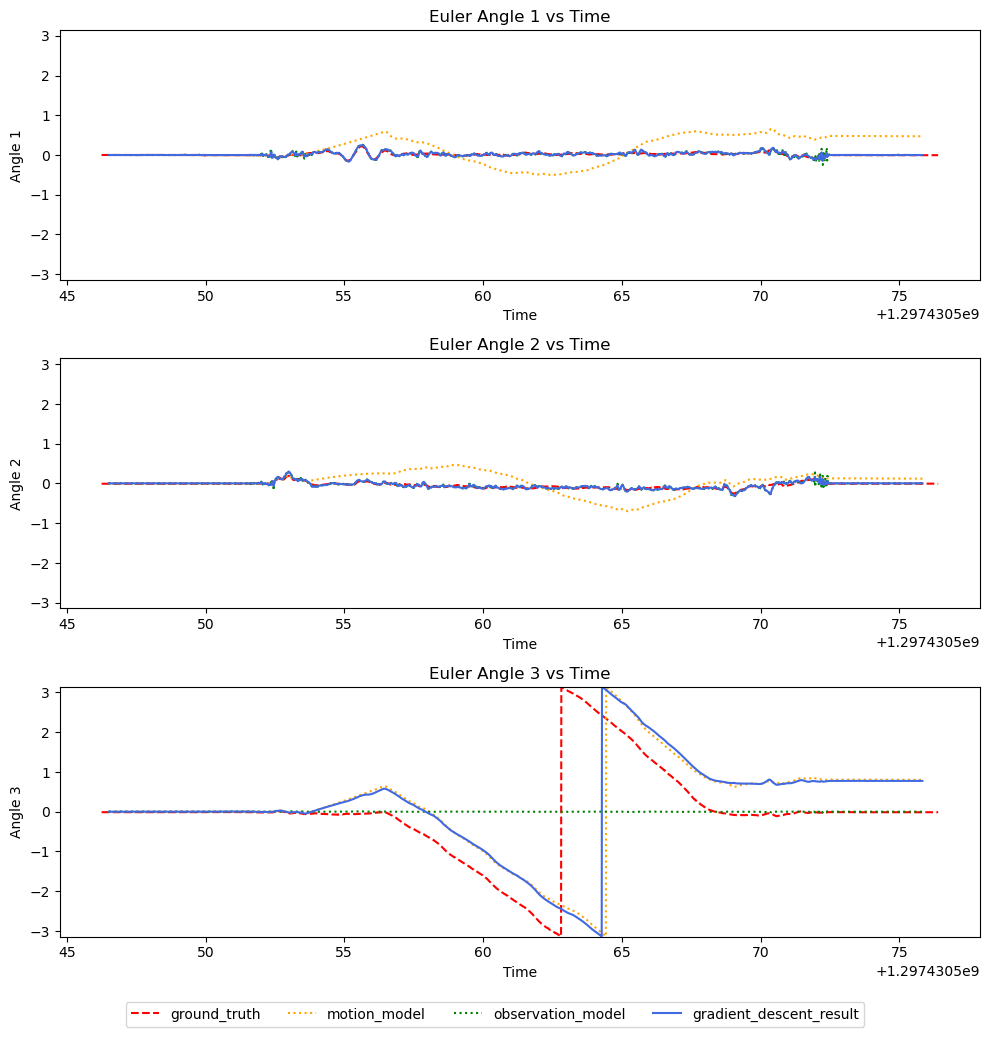 Euler Angle 1 vs Time
3
2
1
0
−1
−2
−3
Angle 1
45 50 55 60 65 70 75
Time
+1.2974305e9
Euler Angle 2 vs Time
3
2
1
0
−1
−2
−3
Angle 2
45 50 55 60 65 70 75
Time
+1.2974305e9
Euler Angle 3 vs Time
3
2
1
0
−1
−2
−3
Angle 3
45 50 55 60 65 70 75
Time
+1.2974305e9
ground_truth motion_model observation_model gradient_descent_result